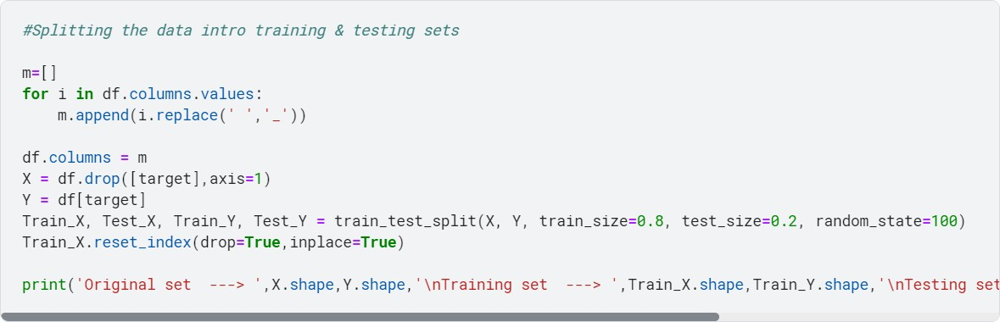 #Splitting the data intro training & testing sets
m=[]
for i in df.columns.values:
    m.append(i.replace(' ','_'))
df.columns = m
X = df.drop([target],axis=1)
Y = df[target]
Train_X, Test_X, Train_Y, Test_Y = train_test_split(X, Y, train_size=0.8, test_size=0.2, random_state=100)
Train_X.reset_index(drop=True,inplace=True)
print('Original set  ---> ',X.shape,Y.shape,'\nTraining set  ---> ',Train_X.shape,Train_Y.shape,'\nTesting set